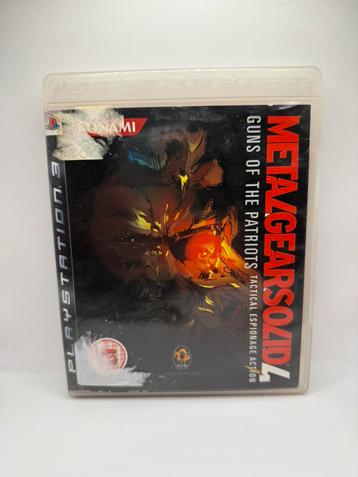 KONAMI
METAL GEAR SOLID 4
GUNS OF THE PATRIOTS
TACTICAL ESPIONAGE ACTION
PLAYSTATION 3